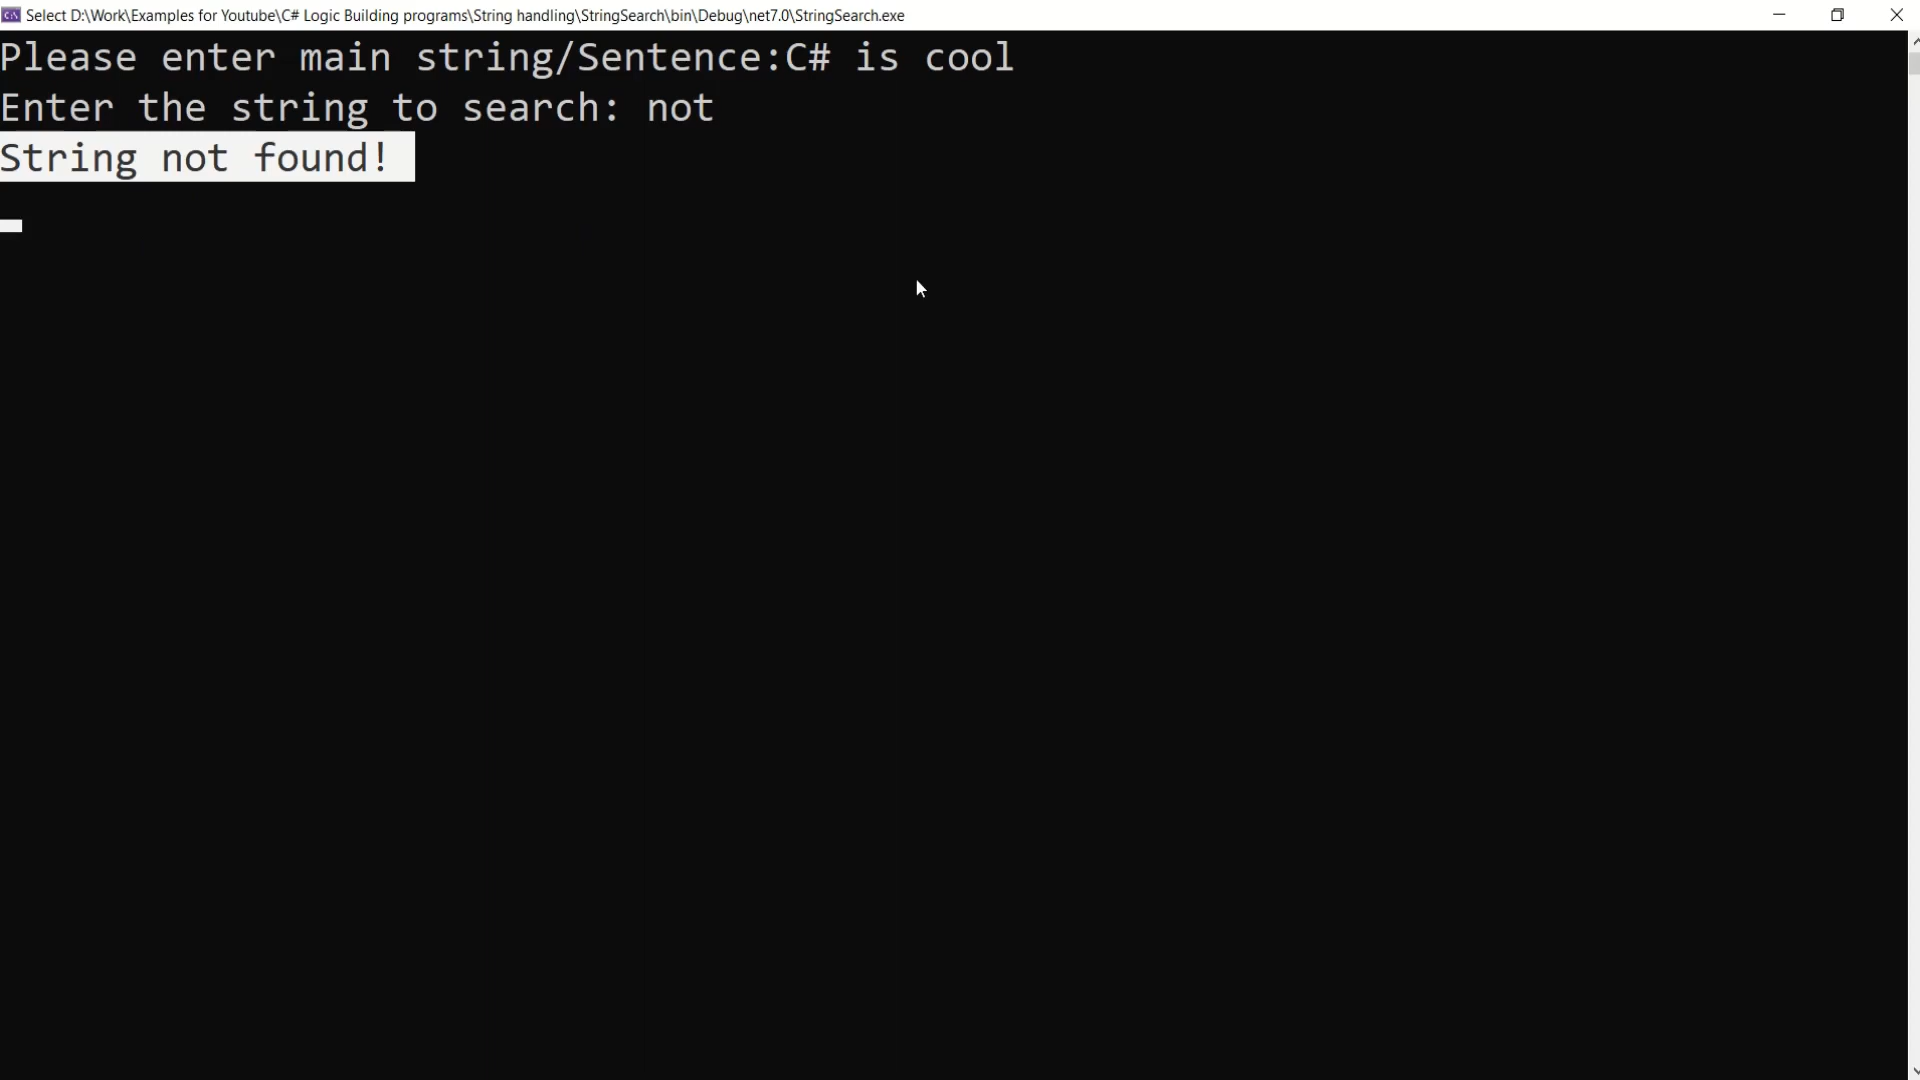 Select D:\Work\Examples for Youtube\C# Logic Building programs\String handling\StringSearch\bin\Debug\net7.0\StringSearch.exe
Please enter main string/Sentence:C# is cool
Enter the string to search: not
String not found!